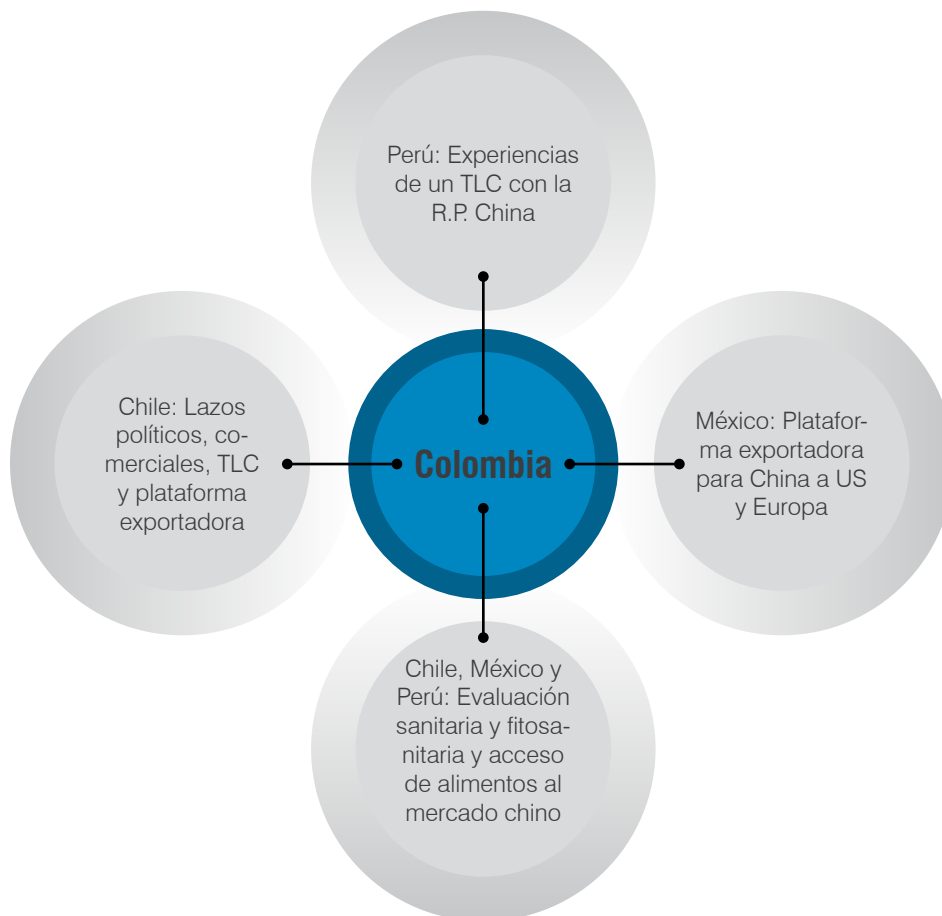 Perú: Experiencias
de un TLC con la
R.P. China
Chile: Lazos
políticos, co-
merciales, TLC
y plataforma
exportadora
Colombia
México: Platafor-
ma exportadora
para China a US
y Europa
Chile, México y
Perú: Evaluación
sanitaria y fitosa-
nitaria y acceso
de alimentos al
mercado chino